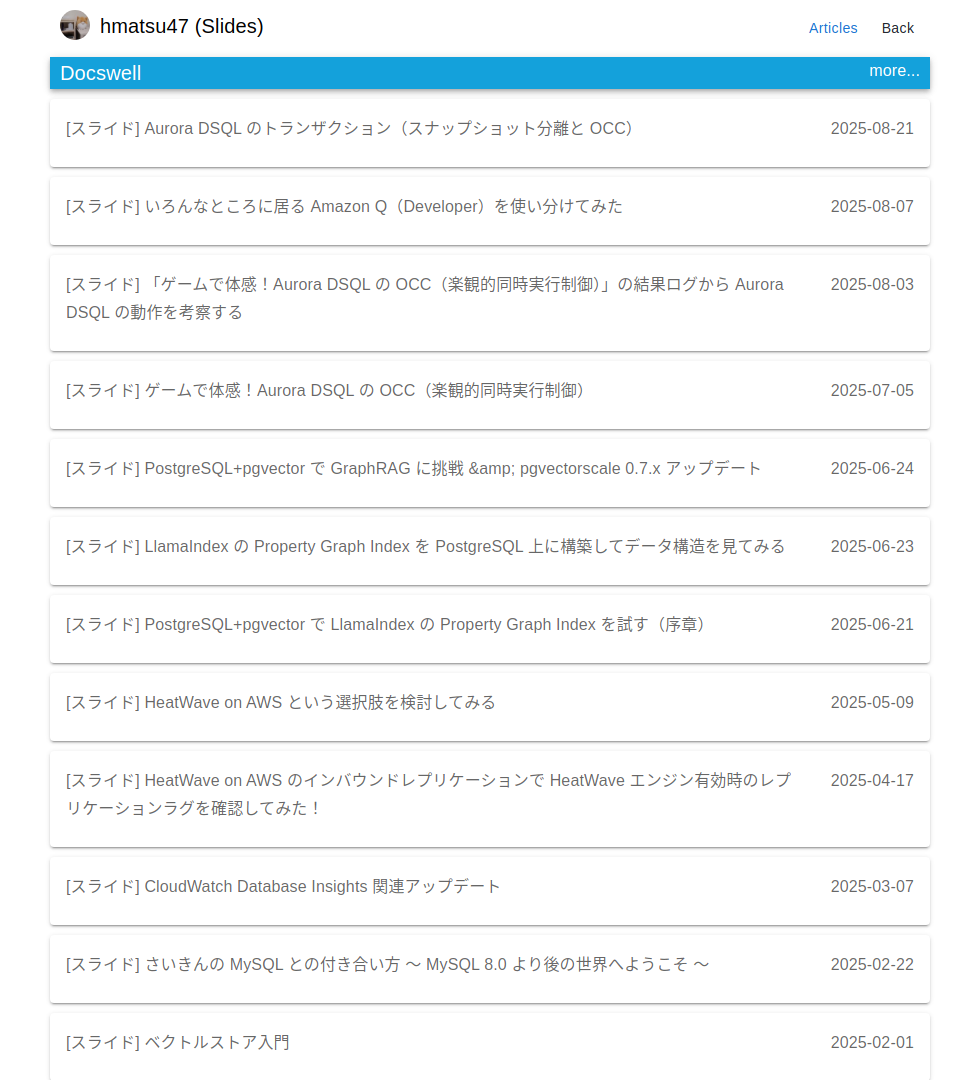 hmatsu47 (Slides)
Articles
Back
Docswell
more...
[スライド] Aurora DSQL のトランザクション（スナップショット分離と OCC） 2025-08-21
[スライド] いろんなところに居る Amazon Q（Developer）を使い分けてみた 2025-08-07
[スライド] 「ゲームで体感！Aurora DSQL の OCC（楽観的同時実行制御）」の結果ログから Aurora 2025-08-03
DSQL の動作を考察する
[スライド] ゲームで体感！Aurora DSQL の OCC（楽観的同時実行制御） 2025-07-05
[スライド] PostgreSQL+pgvector で GraphRAG に挑戦 &amp; pgvectorscale 0.7.x アップデート 2025-06-24
[スライド] LlamaIndex の Property Graph Index を PostgreSQL 上に構築してデータ構造を見てみる 2025-06-23
[スライド] PostgreSQL+pgvector で LlamaIndex の Property Graph Index を試す（序章） 2025-06-21
[スライド] HeatWave on AWS という選択肢を検討してみる 2025-05-09
[スライド] HeatWave on AWS のインバウンドレプリケーションで HeatWave エンジン有効時のレプ 2025-04-17
リケーションラグを確認してみた！
[スライド] CloudWatch Database Insights 関連アップデート 2025-03-07
[スライド] さいきんの MySQL との付き合い方 〜 MySQL 8.0 より後の世界へようこそ 〜 2025-02-22
[スライド] ベクトルストア入門 2025-02-01